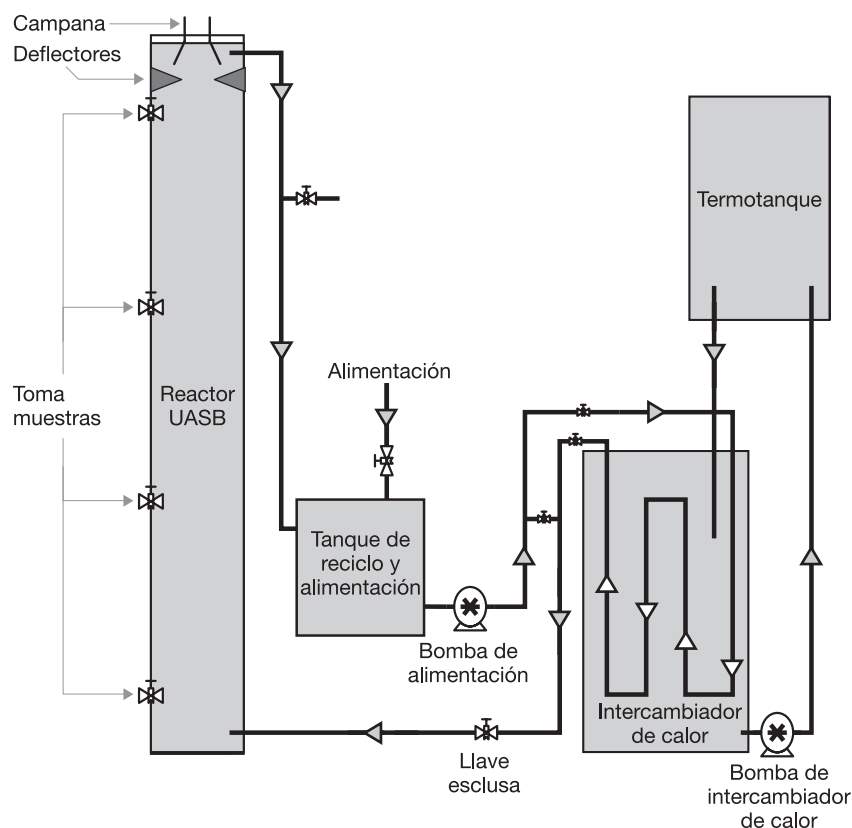 Campana
Deflectores
Termotanque
Alimentación
Toma
muestras
Reactor
UASB
Tanque de
reciclo y
alimentación
Bomba de
alimentación
Intercambiador
de calor
Llave
esclusa
Bomba de
intercambiador
de calor